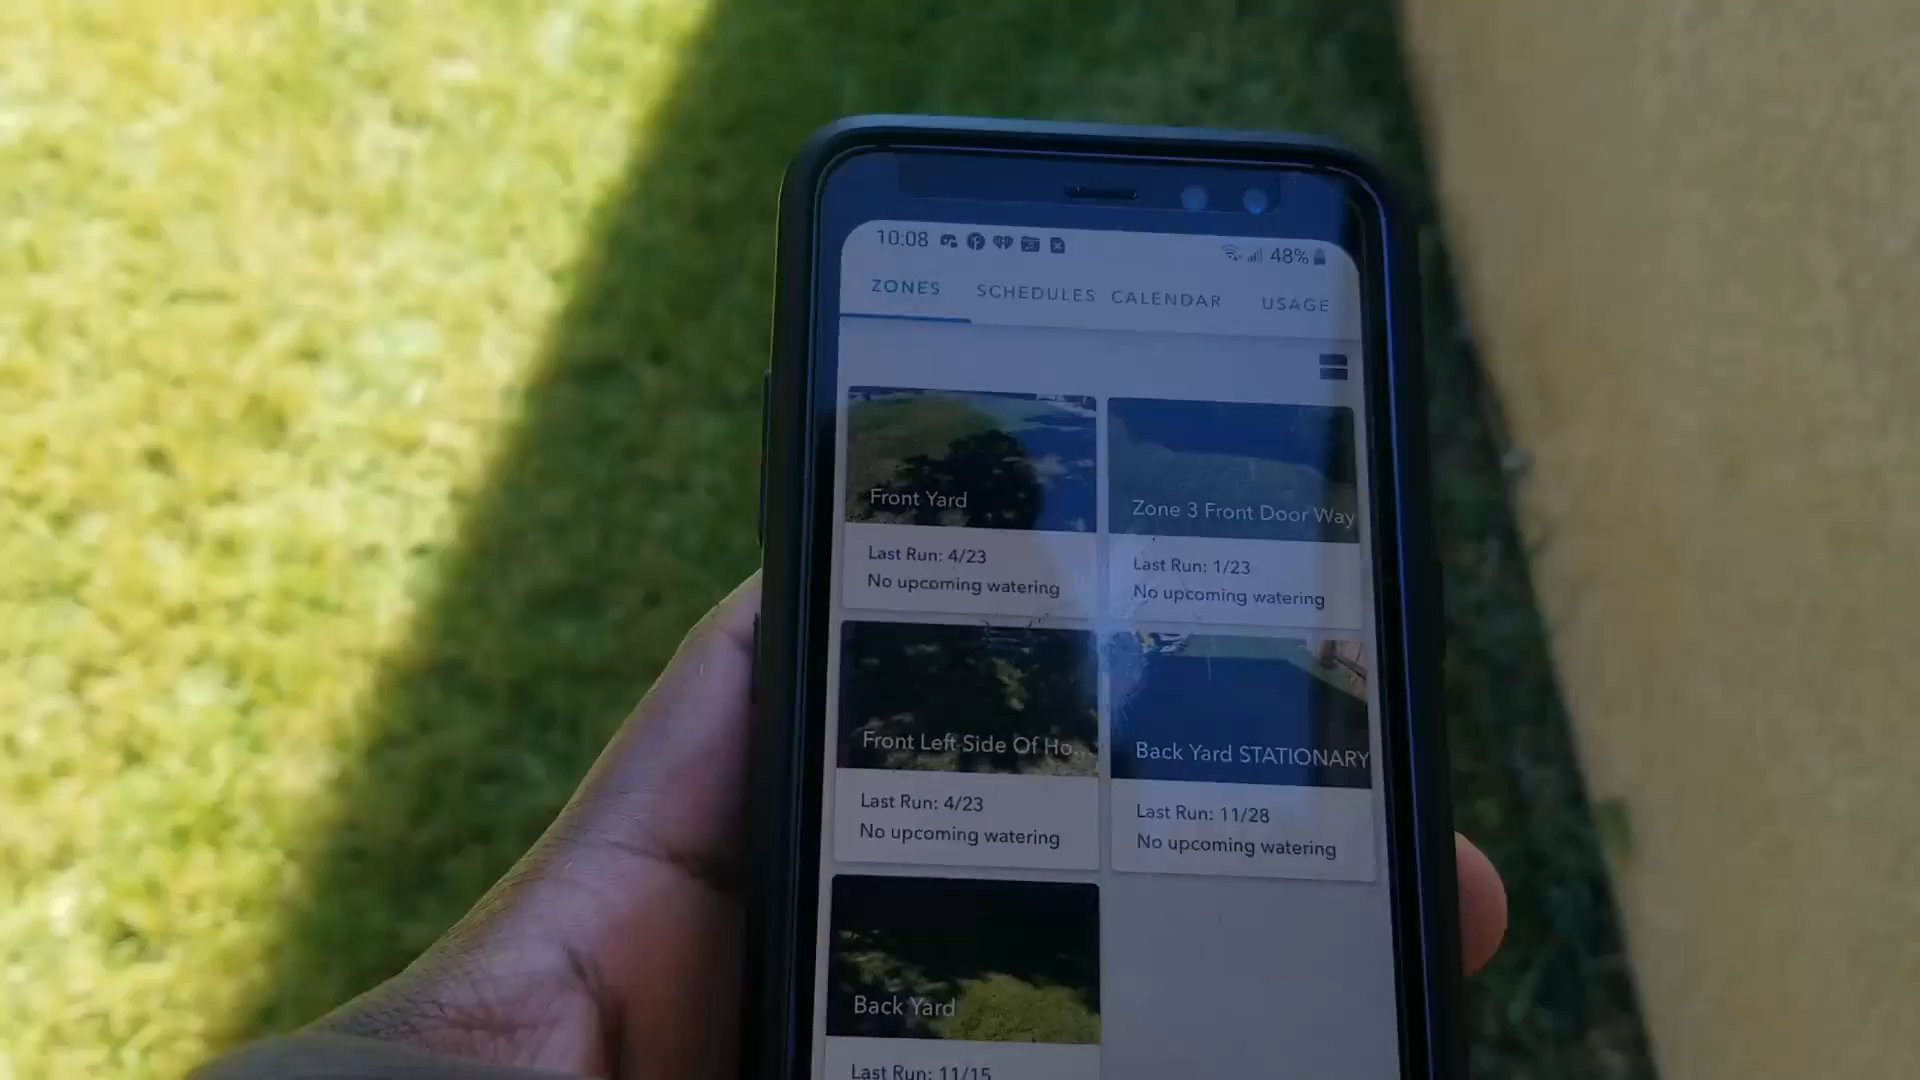 10:08 48%
ZONES SCHEDULES CALENDAR USAGE
Front Yard
Last Run: 4/23
No upcoming watering
Zone 3 Front Door Way
Last Run: 1/23
No upcoming watering
Front Left Side Of Ho...
Last Run: 4/23
No upcoming watering
Back Yard STATIONARY
Last Run: 11/28
No upcoming watering
Back Yard
Last Run: 11/15